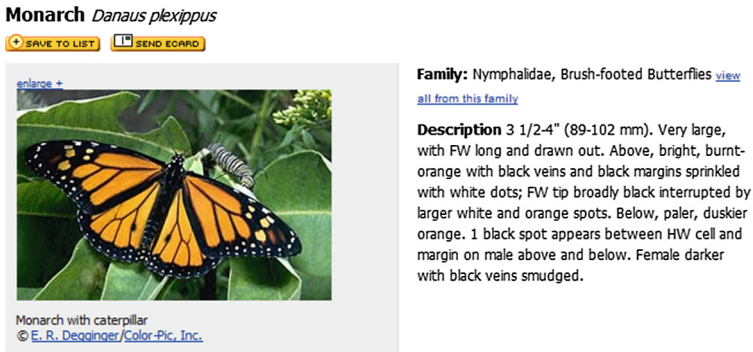 Monarch Danaus plexippus
SAVE TO LIST SEND ECARD
enlarge +
Monarch with caterpillar
© E. R. Degginger/Color-Pic, Inc.
Family: Nymphalidae, Brush-footed Butterflies view
all from this family
Description 3 1/2-4" (89-102 mm). Very large,
with FW long and drawn out. Above, bright, burnt-
orange with black veins and black margins sprinkled
with white dots; FW tip broadly black interrupted by
larger white and orange spots. Below, paler, duskier
orange. 1 black spot appears between HW cell and
margin on male above and below. Female darker
with black veins smudged.